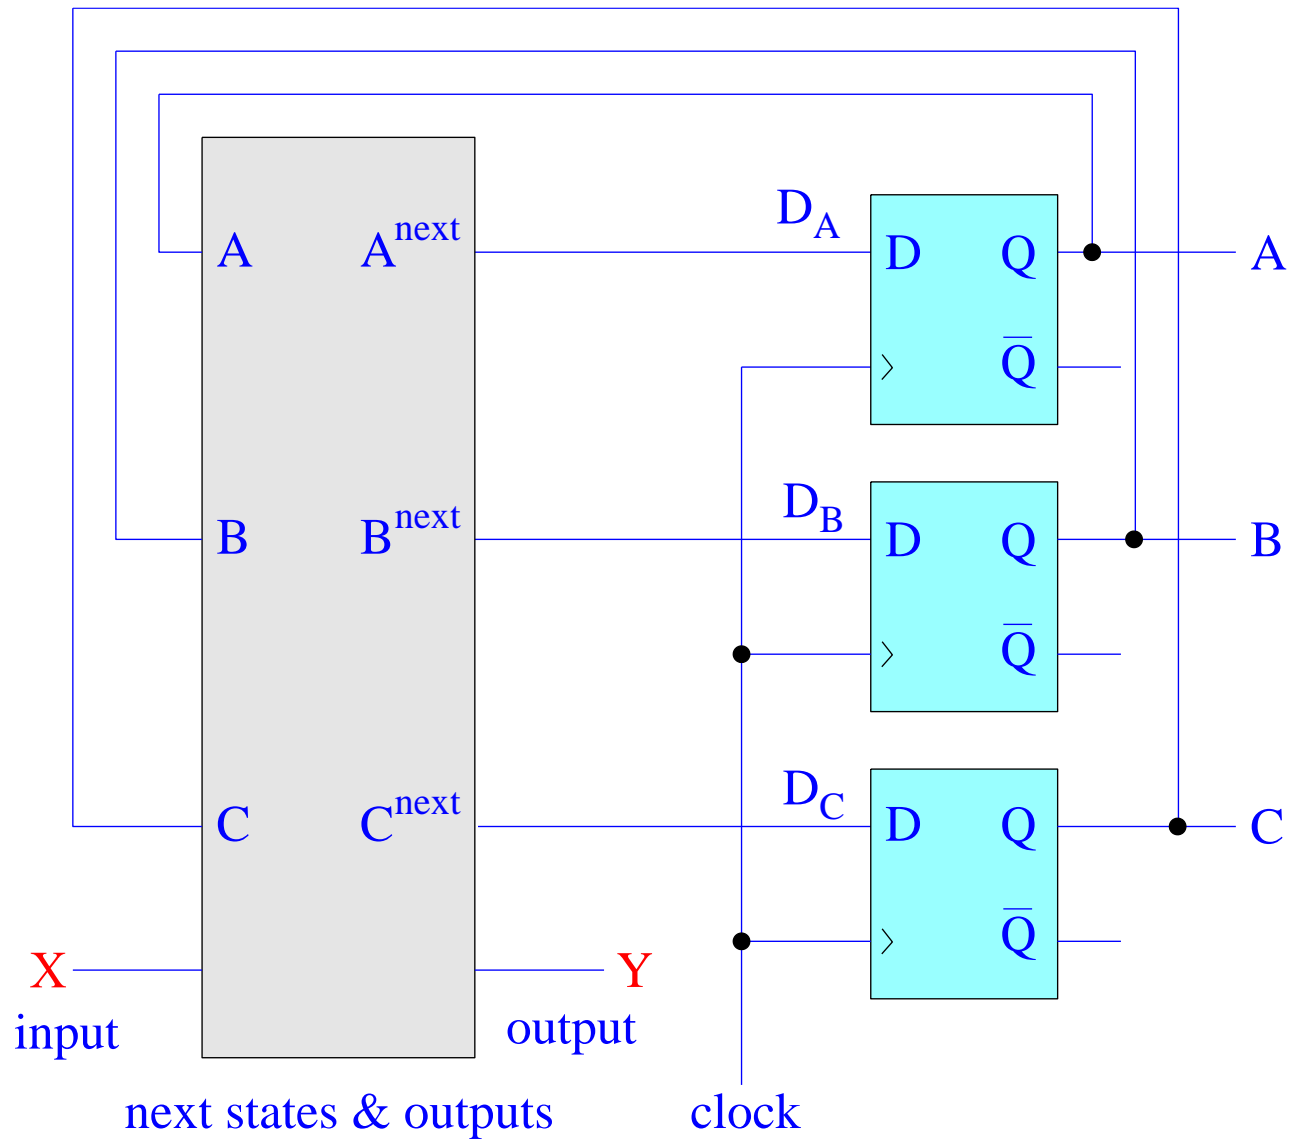 D_A
A A^next D Q A
Q̅
D_B
B B^next D Q B
Q̅
D_C
C C^next D Q C
Q̅
X Y
input output
next states & outputs clock